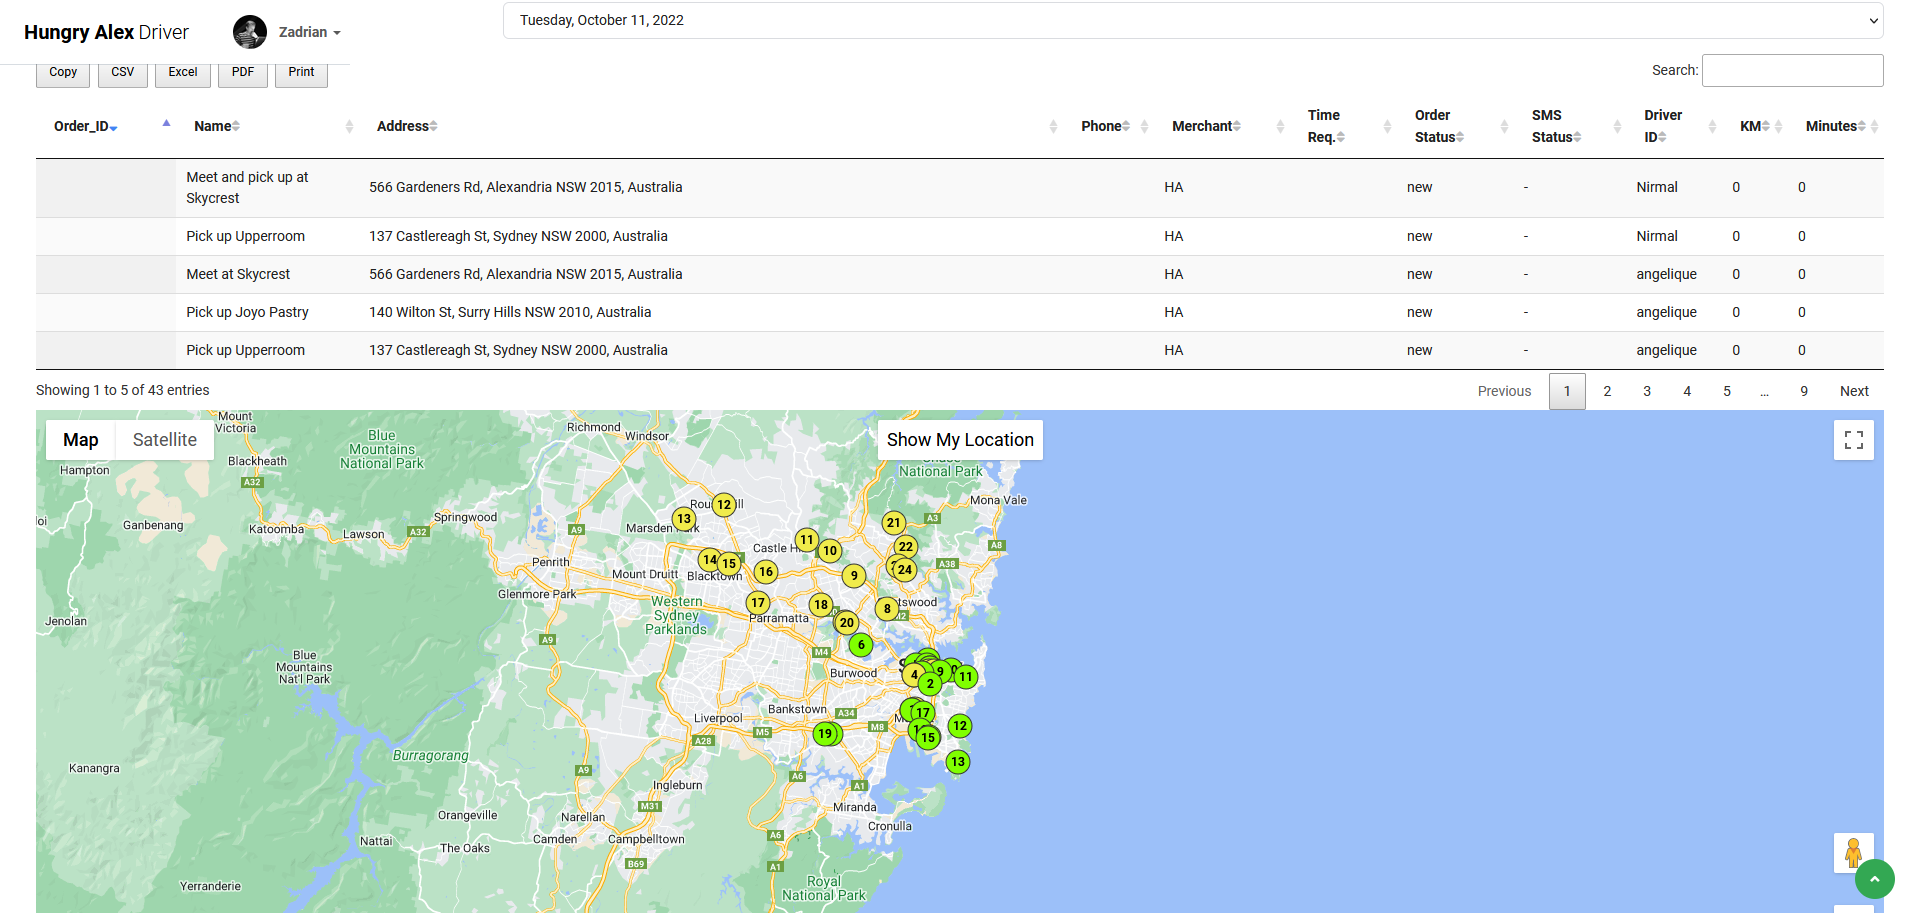 Hungry Alex Driver
Zadrian
Tuesday, October 11, 2022
Copy
CSV
Excel
PDF
Print
Search:
Order_ID
Name
Address
Phone
Merchant
Time Req.
Order Status
SMS Status
Driver ID
KM
Minutes
Meet and pick up at Skycrest
566 Gardeners Rd, Alexandria NSW 2015, Australia
HA
new
-
Nirmal
0
0
Pick up Upperroom
137 Castlereagh St, Sydney NSW 2000, Australia
HA
new
-
Nirmal
0
0
Meet at Skycrest
566 Gardeners Rd, Alexandria NSW 2015, Australia
HA
new
-
angelique
0
0
Pick up Joyo Pastry
140 Wilton St, Surry Hills NSW 2010, Australia
HA
new
-
angelique
0
0
Pick up Upperroom
137 Castlereagh St, Sydney NSW 2000, Australia
HA
new
-
angelique
0
0
Showing 1 to 5 of 43 entries
Previous
1
2
3
4
5
...
9
Next
Map
Satellite
Show My Location
Mount Victoria
Blue Mountains National Park
Richmond
Windsor
National Park
Hampton
Blackheath
A32
Mona Vale
Ganbenang
Katoomba
Lawson
A32
Springwood
A9
Marsden
13
12
11
10
Castle
21
A3
22
24
A38
A8
Penrith
Mount Druitt
Blacktown
14
15
16
9
Glenmore Park
Western Sydney Parklands
17
Parramatta
18
20
8
Jenolan
A9
6
M4
Burwood
4
9
2
11
Blue Mountains Nat'l Park
Liverpool
Bankstown
A34
M5
M8
A28
19
17
15
12
13
Burragorang
Kanangra
A9
A6
A1
Ingleburn
M31
Miranda
Cronulla
Orangeville
Narellan
Camden
Campbelltown
A6
Nattai
The Oaks
B69
A1
Yerranderie
Royal National Park